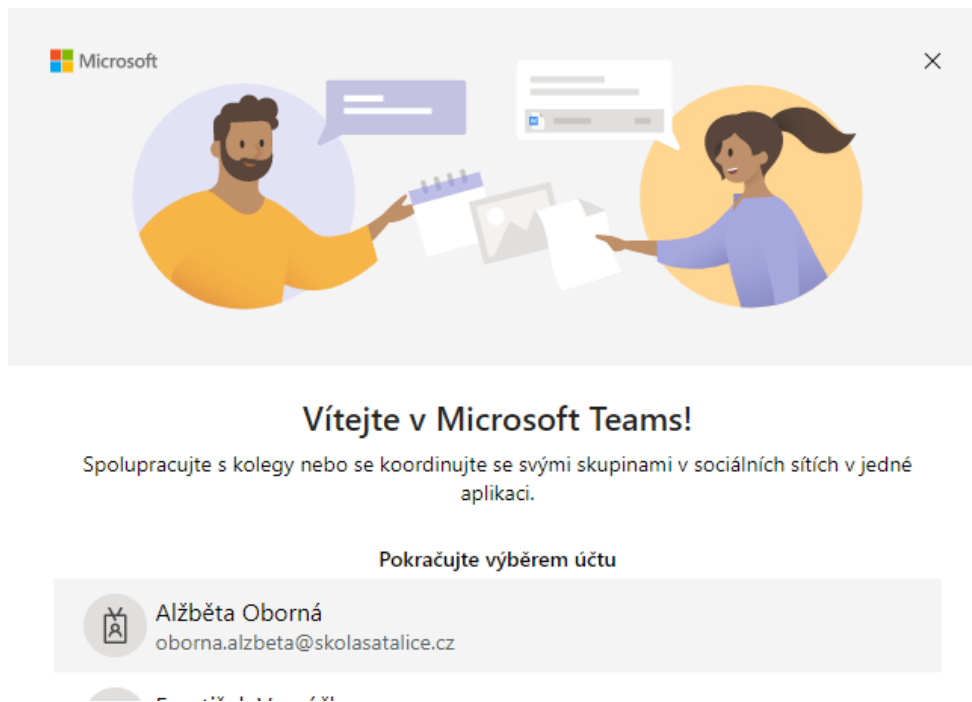 Microsoft
Vítejte v Microsoft Teams!
Spolupracujte s kolegy nebo se koordinujte se svými skupinami v sociálních sítích v jedné
aplikaci.
Pokračujte výběrem účtu
Alžběta Oborná
oborna.alzbeta@skolasatalice.cz